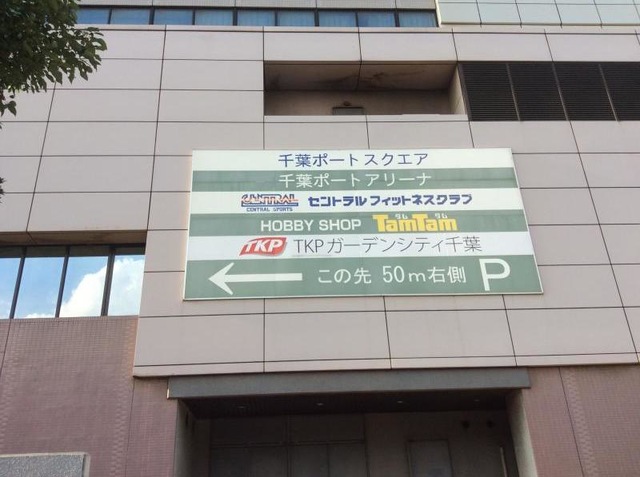 千葉ポートスクエア
千葉ポートアリーナ
CENTRAL CENTRAL SPORTS セントラルフィットネスクラブ
HOBBY SHOP TamTam タム タム
TKP TKPガーデンシティ千葉
← この先 50m右側 P